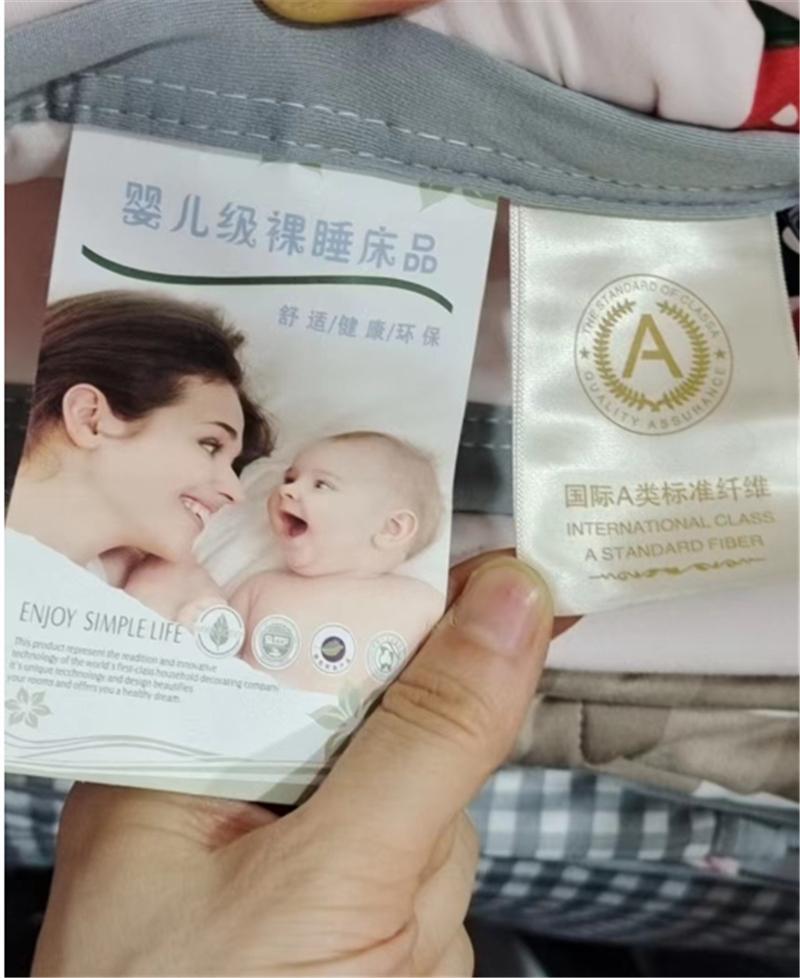 婴儿级裸睡床品
舒适/健康/环保
ENJOY SIMPLE LIFE
This product represent the readition and innovative
technology of the world's first-class household decorating company
it's unique tecchnology and design beautifies
your rooms and offers you a healthy dream.
THE STANDARD OF CLASSA
A
QUALITY ASSURANCE
国际A类标准纤维
INTERNATIONAL CLASS
A STANDARD FIBER